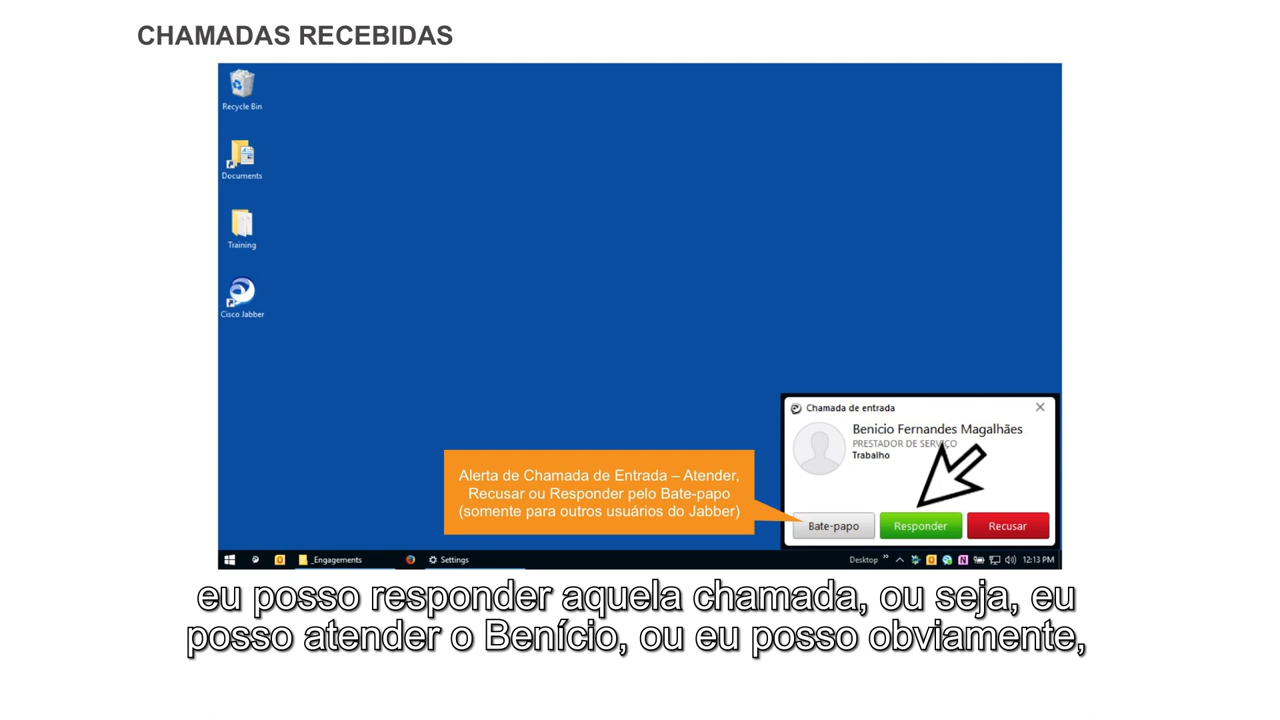 CHAMADAS RECEBIDAS
Recycle Bin
Documents
Training
Cisco Jabber
Chamada de entrada
Benicio Fernandes Magalhães
PRESTADOR DE SERVIÇO
Trabalho
Alerta de Chamada de Entrada – Atender,
Recusar ou Responder pelo Bate-papo
(somente para outros usuários do Jabber)
Bate-papo Responder Recusar
_Engagements Settings Desktop 12:13 PM
eu posso responder aquela chamada, ou seja, eu
posso atender o Benício, ou eu posso obviamente,